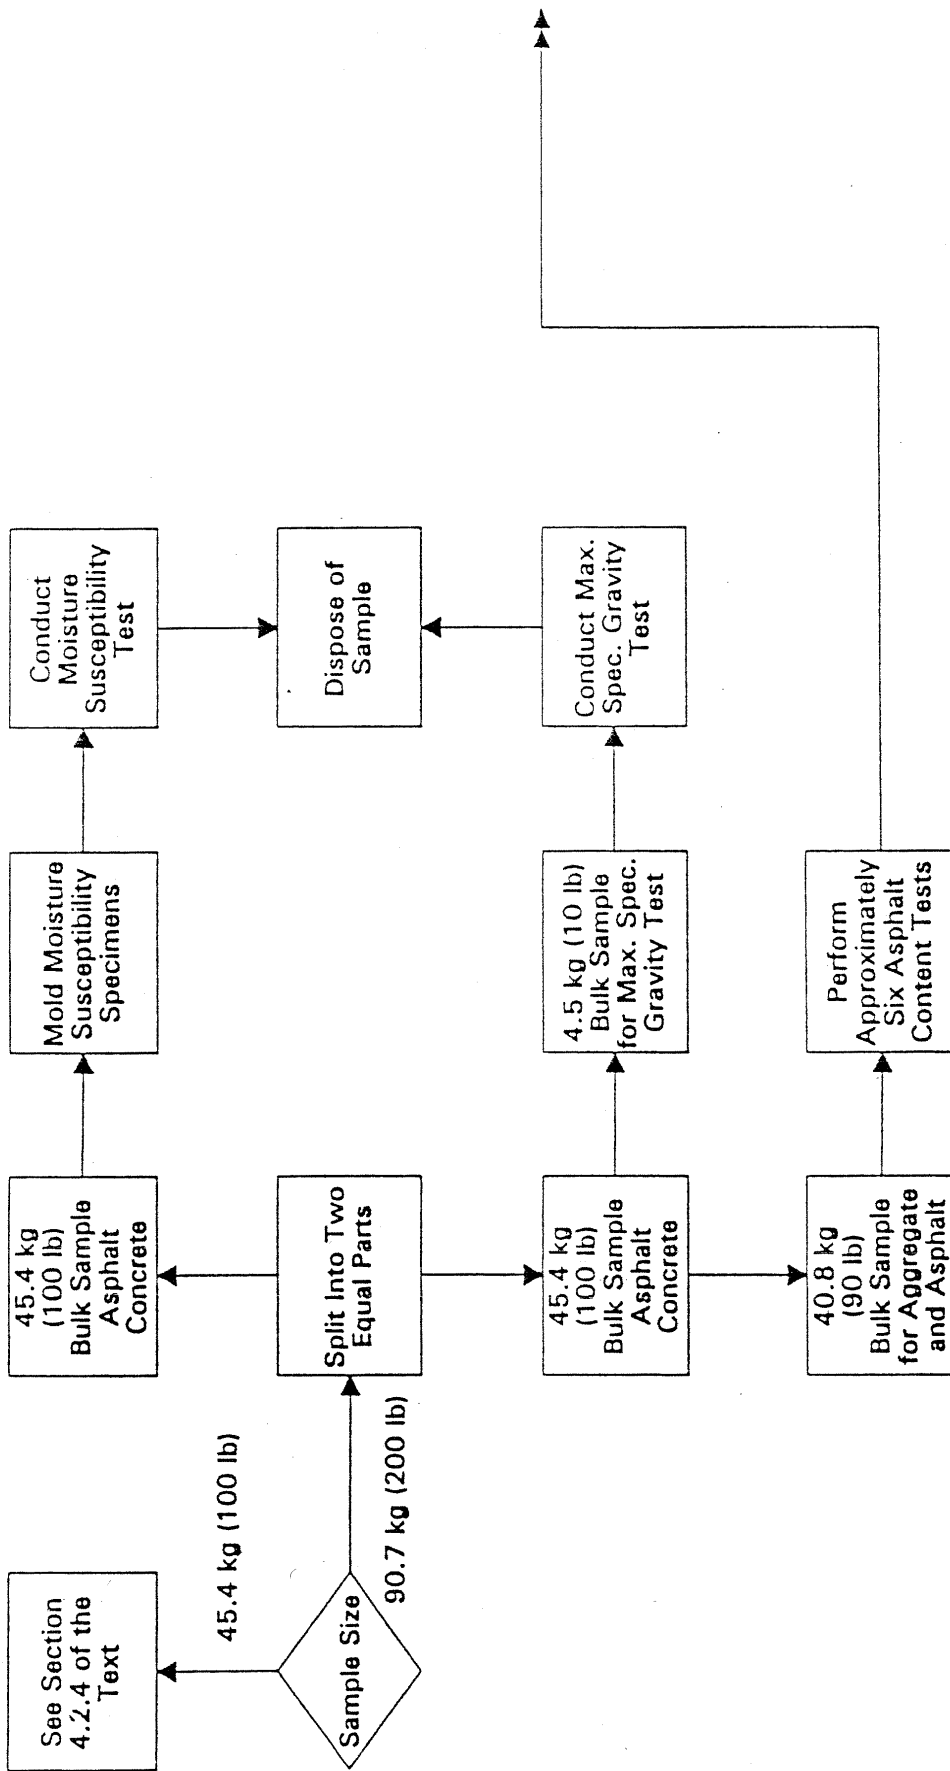 See Section
4.2.4 of the
Text
45.4 kg (100 lb)
Sample Size
90.7 kg (200 lb)
45.4 kg
(100 lb)
Bulk Sample
Asphalt
Concrete
Split Into Two
Equal Parts
45.4 kg
(100 lb)
Bulk Sample
Asphalt
Concrete
40.8 kg
(90 lb)
Bulk Sample
for Aggregate
and Asphalt
Mold Moisture
Susceptibility
Specimens
4.5 kg (10 lb)
Bulk Sample
for Max. Spec.
Gravity Test
Perform
Approximately
Six Asphalt
Content Tests
Conduct
Moisture
Susceptibility
Test
Dispose of
Sample
Conduct Max.
Spec. Gravity
Test